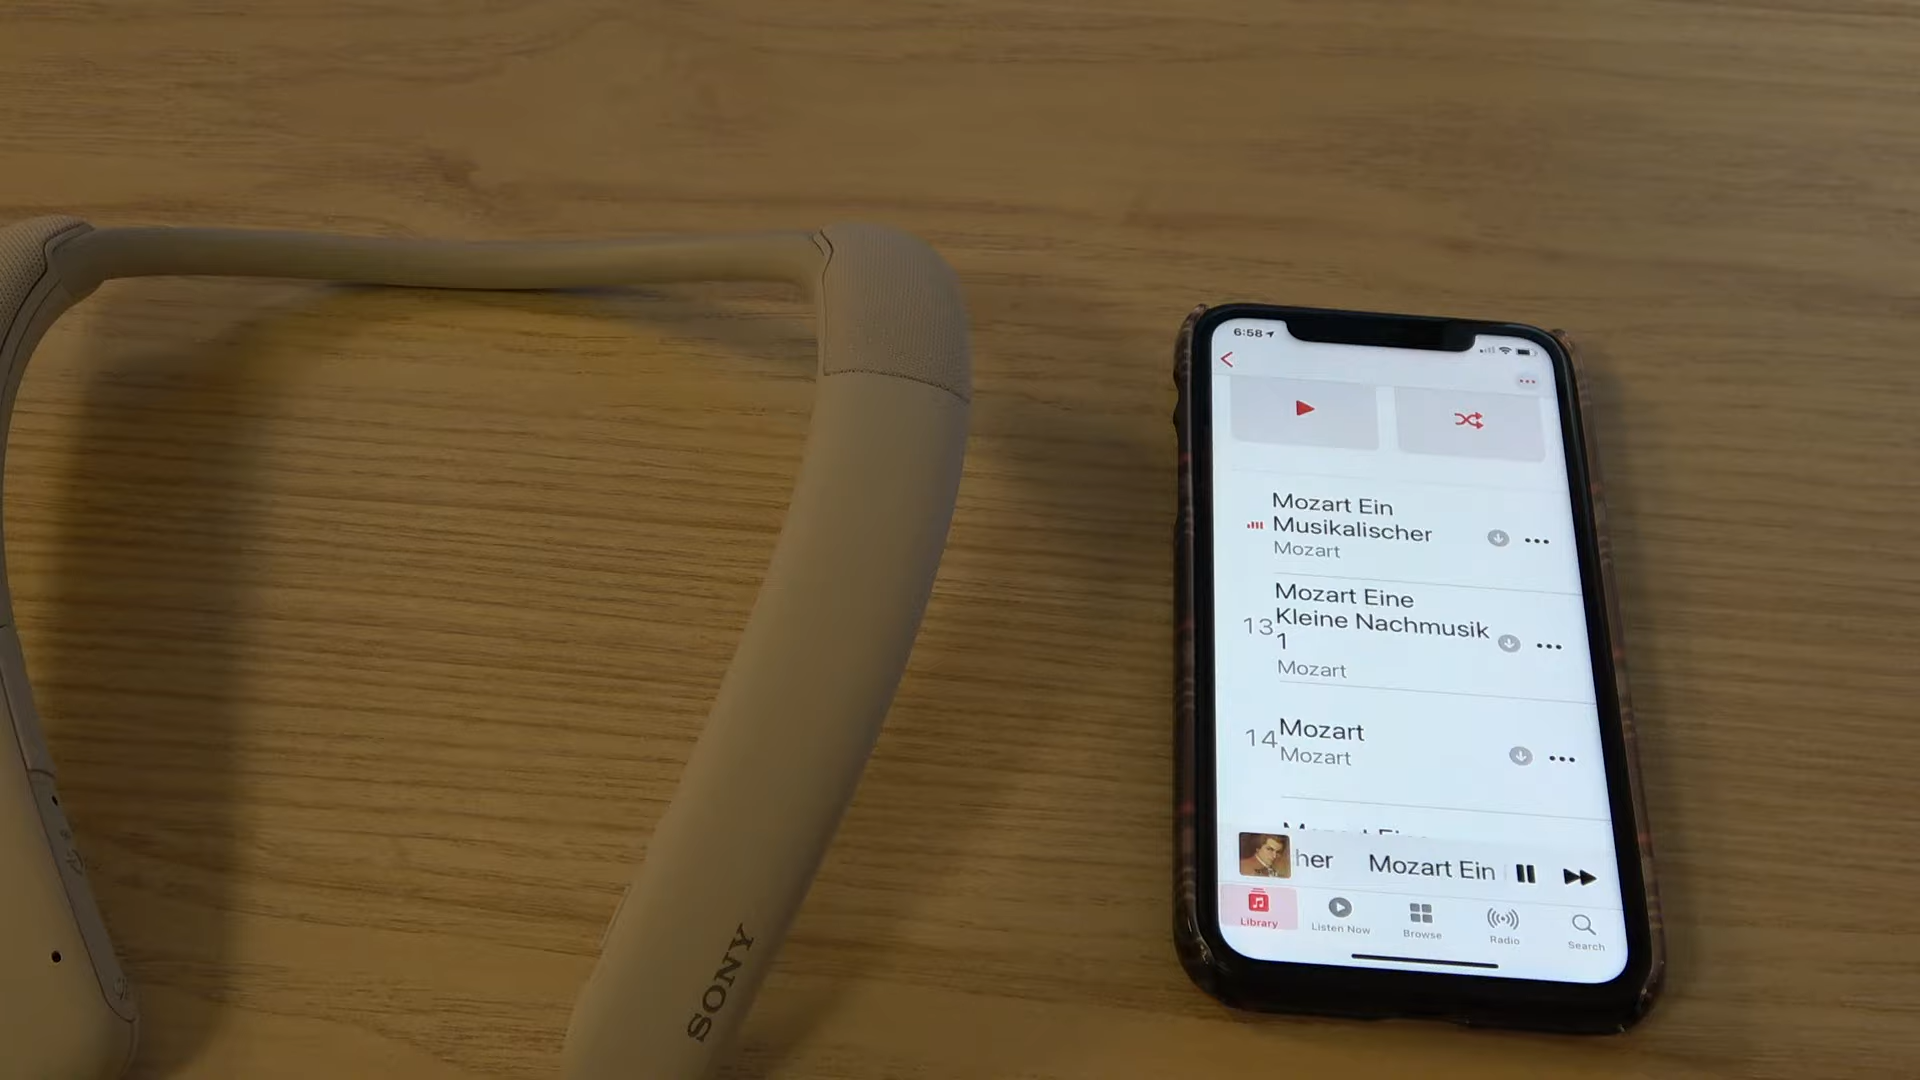 6:58
Mozart Ein
Musikalischer
Mozart
Mozart Eine
13
Kleine Nachmusik
1
Mozart
14
Mozart
Mozart
her Mozart Ein
Library
Listen Now
Browse
Radio
Search
SONY